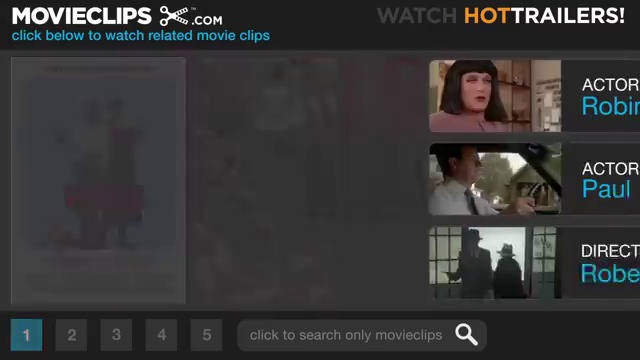 MOVIECLIPS.COM
WATCH HOTTRAILERS!
click below to watch related movie clips
ACTOR
Robin
ACTOR
Paul
DIRECT
Robe
1 2 3 4 5
click to search only movieclips